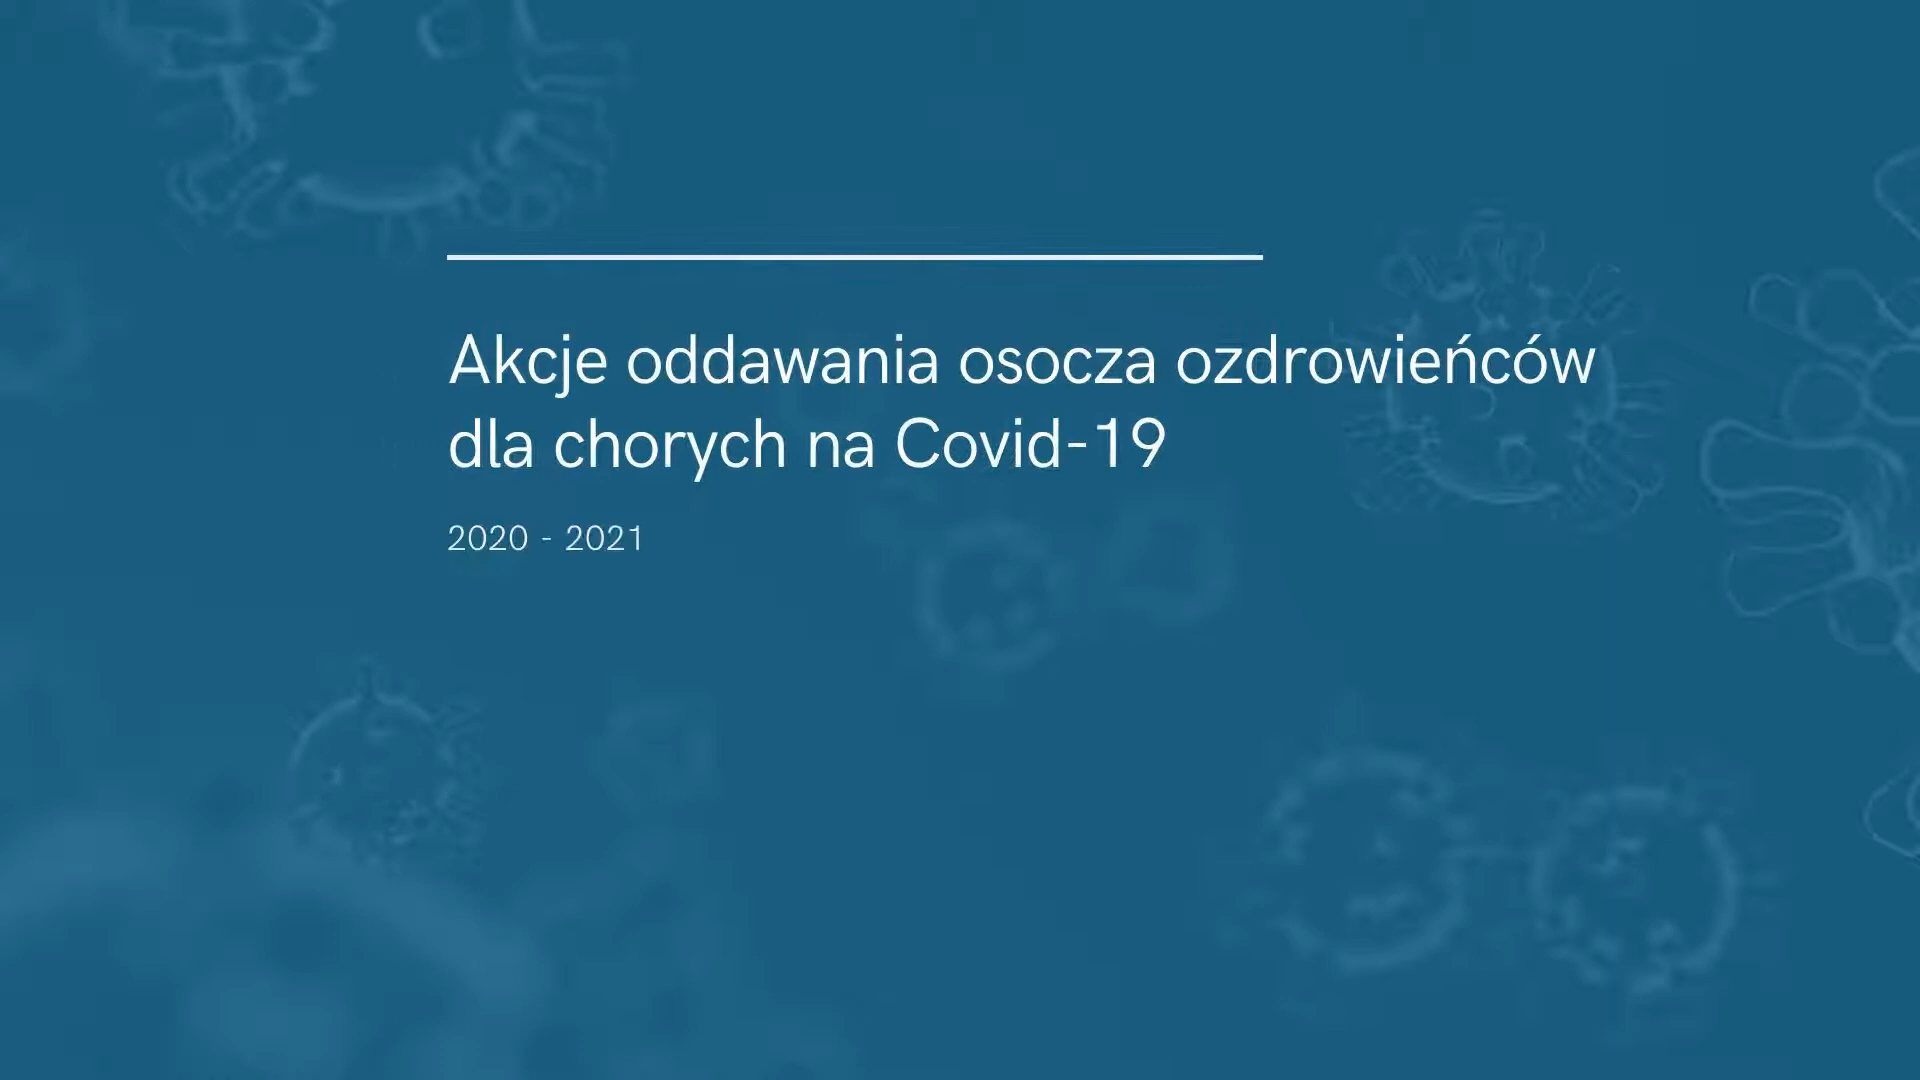 Akcje oddawania osocza ozdrowieńców
dla chorych na Covid-19
2020 - 2021